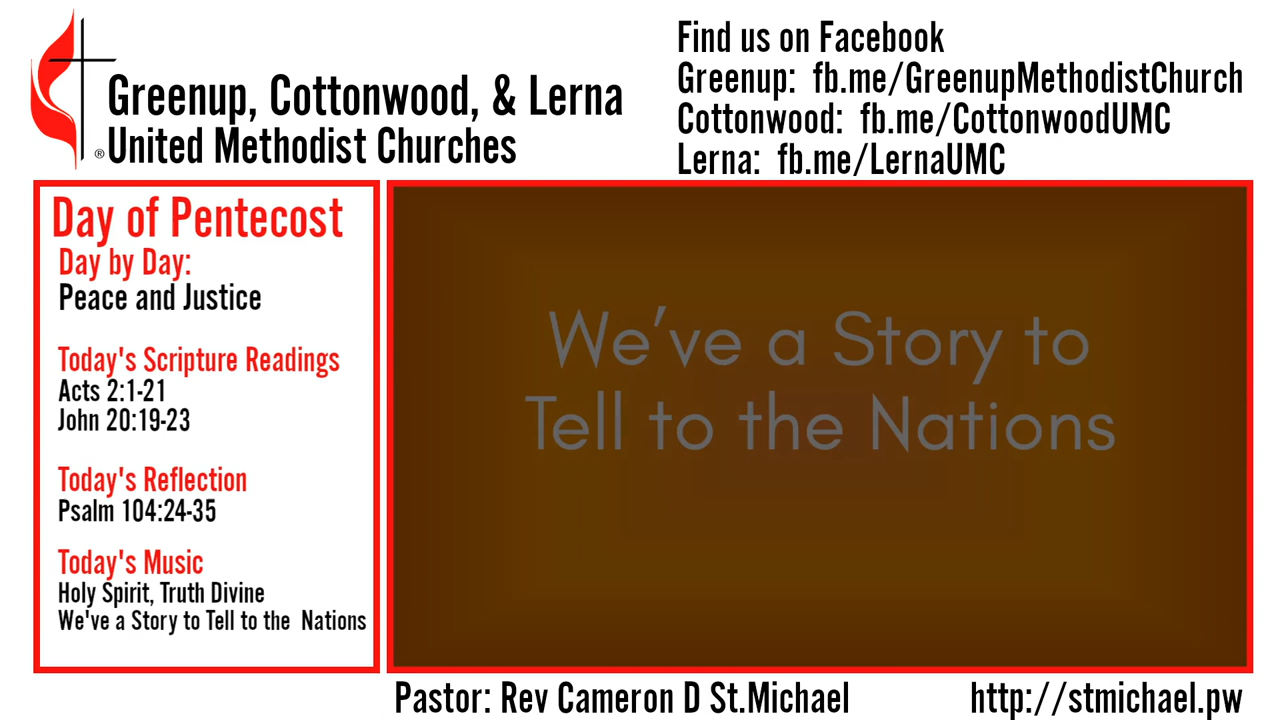 Greenup, Cottonwood, & Lerna
® United Methodist Churches
Find us on Facebook
Greenup: fb.me/GreenupMethodistChurch
Cottonwood: fb.me/CottonwoodUMC
Lerna: fb.me/LernaUMC
Day of Pentecost
Day by Day:
Peace and Justice
Today's Scripture Readings
Acts 2:1-21
John 20:19-23
Today's Reflection
Psalm 104:24-35
Today's Music
Holy Spirit, Truth Divine
We've a Story to Tell to the Nations
We've a Story to
Tell to the Nations
Pastor: Rev Cameron D St.Michael
http://stmichael.pw